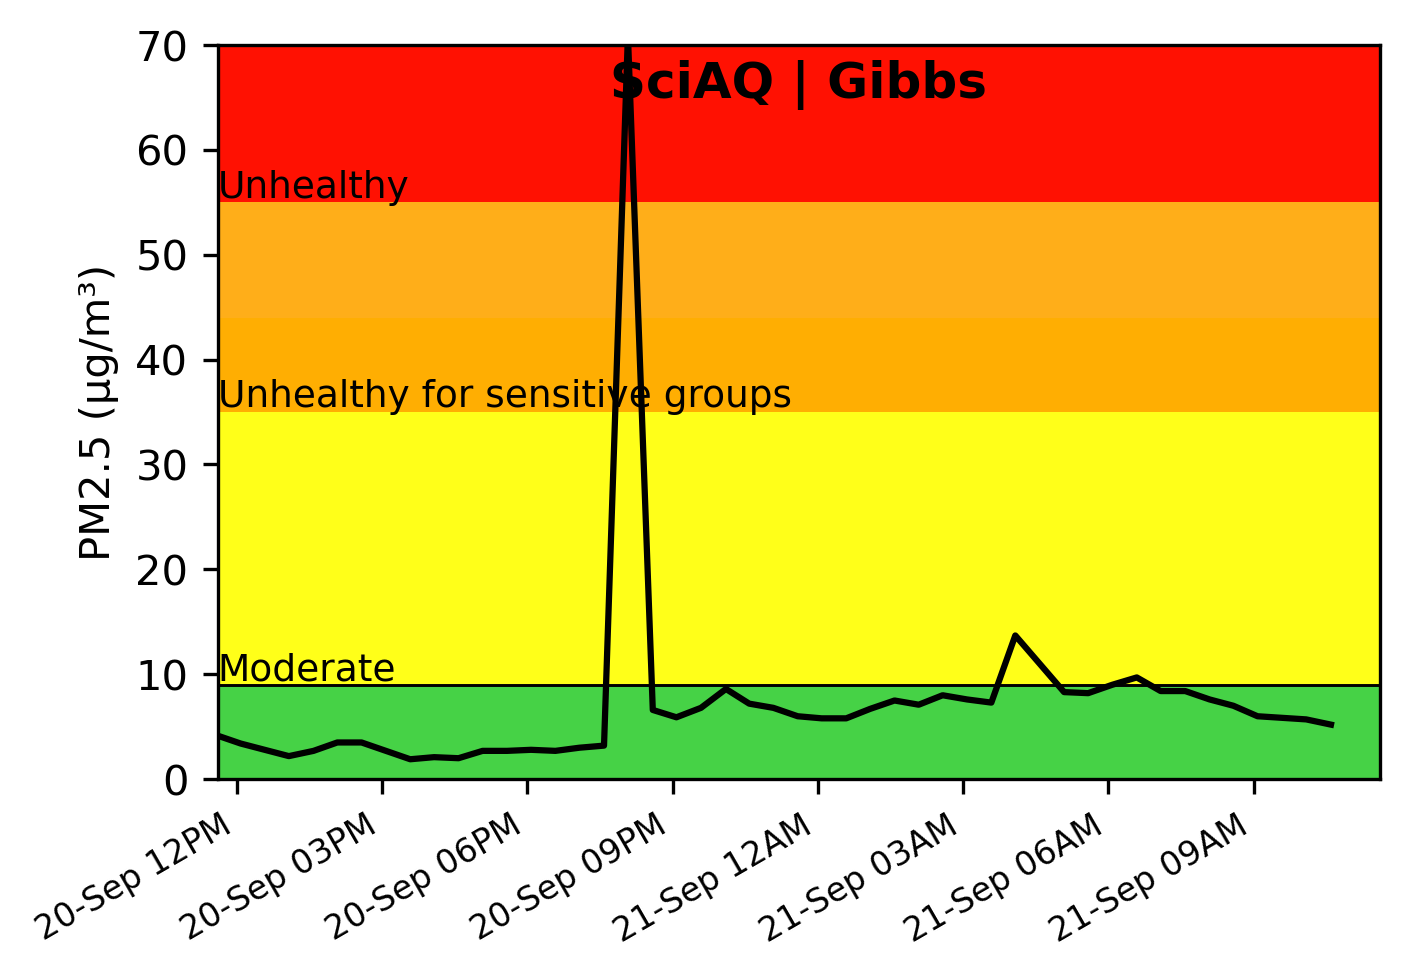 SciAQ | Gibbs
PM2.5 (µg/m³)
70
60
Unhealthy
50
40
Unhealthy for sensitive groups
30
20
10
Moderate
0
20-Sep 12PM
20-Sep 03PM
20-Sep 06PM
20-Sep 09PM
21-Sep 12AM
21-Sep 03AM
21-Sep 06AM
21-Sep 09AM